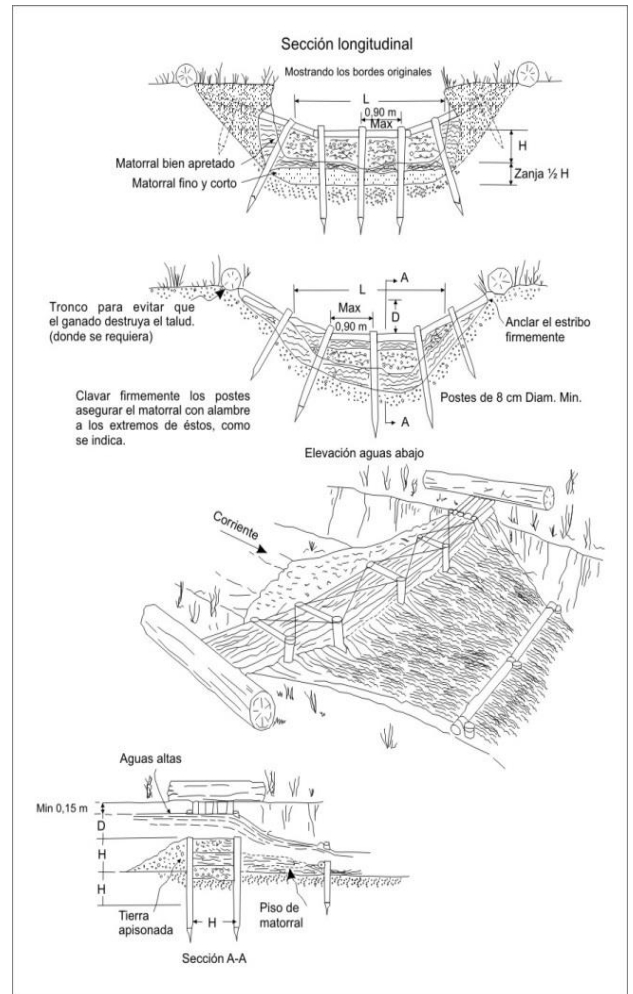 Sección longitudinal
Mostrando los bordes originales
L
0,90 m
Max
H
Matorral bien apretado
Matorral fino y corto
Zanja ½ H
A
L
Max
0,90 m
D
Tronco para evitar que
el ganado destruya el talud.
(donde se requiera)
Anclar el estribo
firmemente
Clavar firmemente los postes
asegurar el matorral con alambre
a los extremos de éstos, como
se indica.
Postes de 8 cm Diam. Min.
A
Elevación aguas abajo
Corriente
Aguas altas
Min 0,15 m
D
H
H
H
Tierra
apisonada
Piso de
matorral
Sección A-A